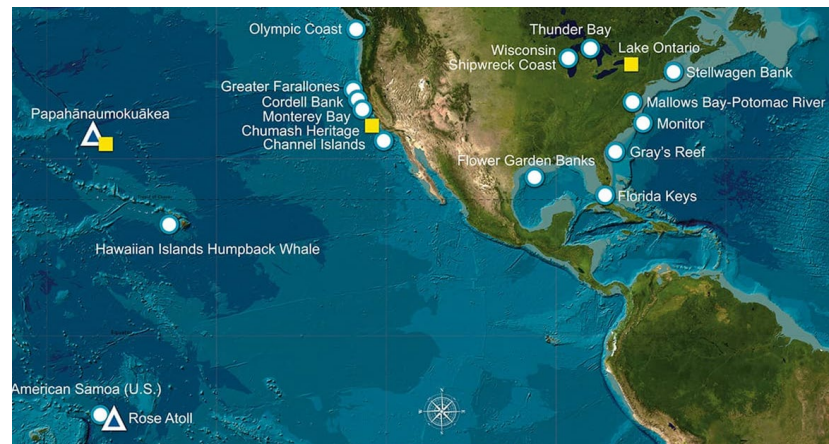 Olympic Coast
Thunder Bay
Wisconsin
Shipwreck Coast
Lake Ontario
Stellwagen Bank
Greater Farallones
Cordell Bank
Monterey Bay
Chumash Heritage
Channel Islands
Papahānaumokuākea
Mallows Bay-Potomac River
Monitor
Gray's Reef
Flower Garden Banks
Florida Keys
Hawaiian Islands Humpback Whale
American Samoa (U.S.)
Rose Atoll